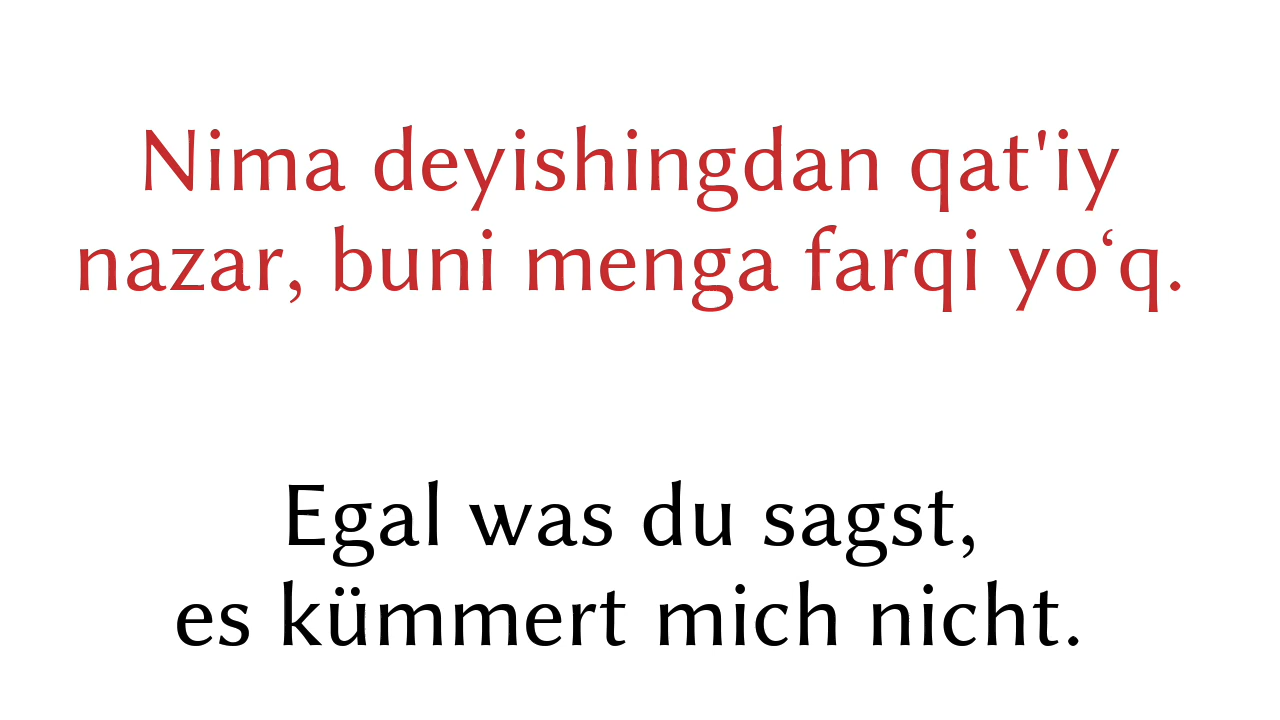 Nima deyishingdan qat'iy
nazar, buni menga farqi yo‘q.
Egal was du sagst,
es kümmert mich nicht.